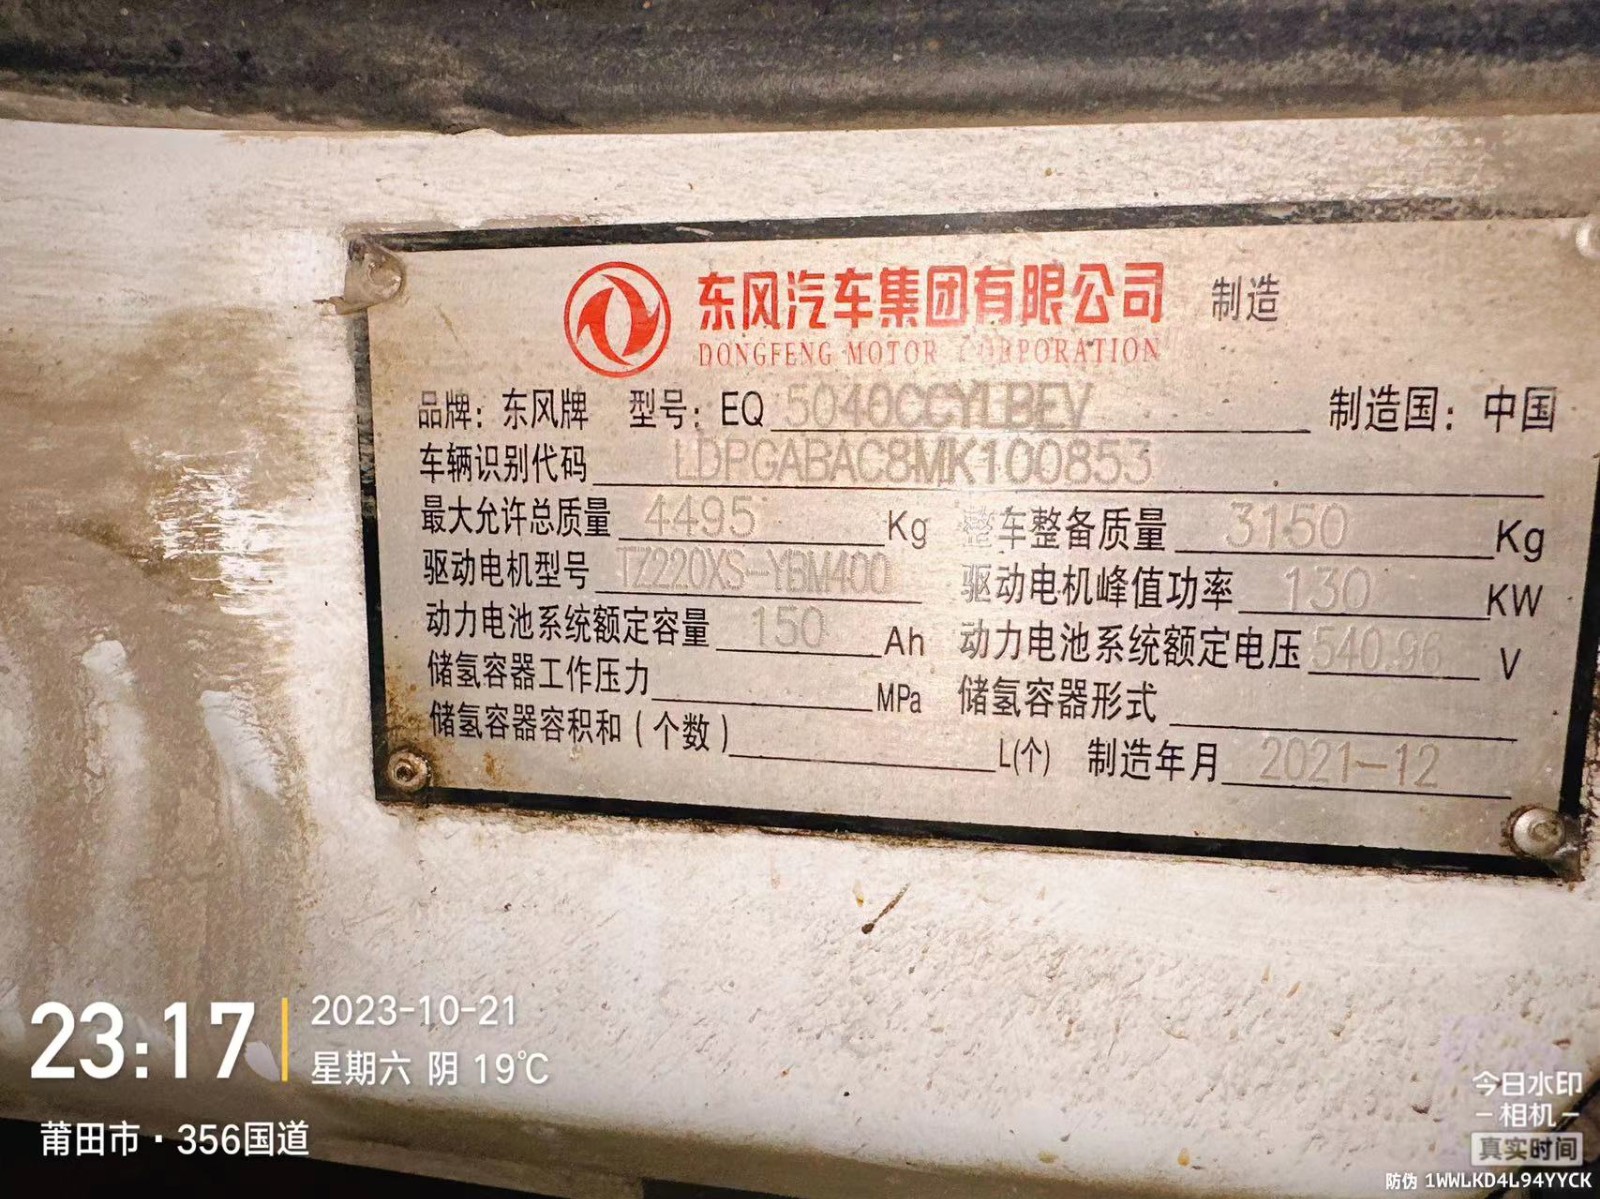 东风汽车集团有限公司 制造
DONGFENG MOTOR CORPORATION
品牌：东风牌 型号：EQ 5040CCYLBEV 制造国：中国
车辆识别代码 LDPGABAC8MK100853
最大允许总质量 4495 Kg 整车整备质量 3150 Kg
驱动电机型号 TZ220XS-YBM400 驱动电机峰值功率 130 KW
动力电池系统额定容量 150 Ah 动力电池系统额定电压 540.96 V
储氢容器工作压力 MPa 储氢容器形式
储氢容器容积和（个数） L(个) 制造年月 2021-12
23:17
2023-10-21
星期六 阴 19℃
莆田市·356国道
今日水印
-相机-
真实时间
防伪 1WWLKD4L94YYCK